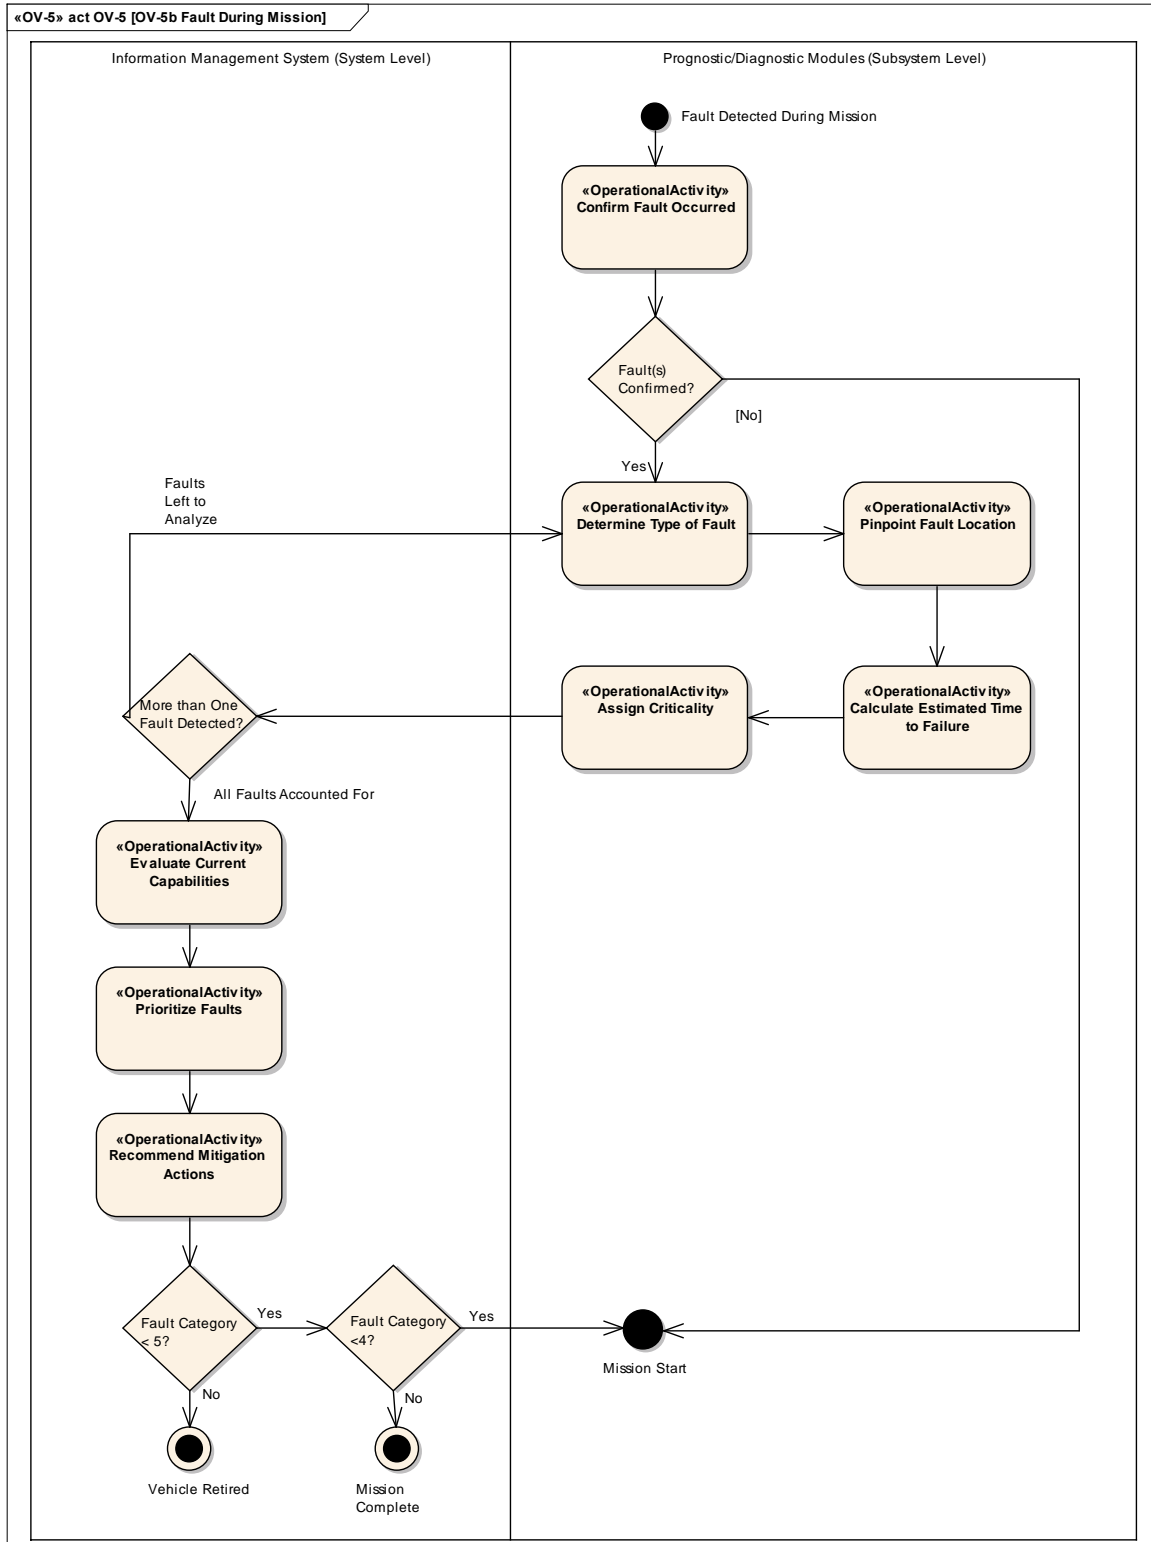 «OV-5» act OV-5 [OV-5b Fault During Mission]
Information Management System (System Level)
Prognostic/Diagnostic Modules (Subsystem Level)
Fault Detected During Mission
«OperationalActivity»
Confirm Fault Occurred
Fault(s)
Confirmed?
[No]
Yes
Faults
Left to
Analyze
«OperationalActivity»
Determine Type of Fault
«OperationalActivity»
Pinpoint Fault Location
More than One
Fault Detected?
«OperationalActivity»
Assign Criticality
«OperationalActivity»
Calculate Estimated Time
to Failure
All Faults Accounted For
«OperationalActivity»
Evaluate Current
Capabilities
«OperationalActivity»
Prioritize Faults
«OperationalActivity»
Recommend Mitigation
Actions
Fault Category
< 5?
Yes
Fault Category
<4?
Yes
Mission Start
No
No
Vehicle Retired
Mission
Complete